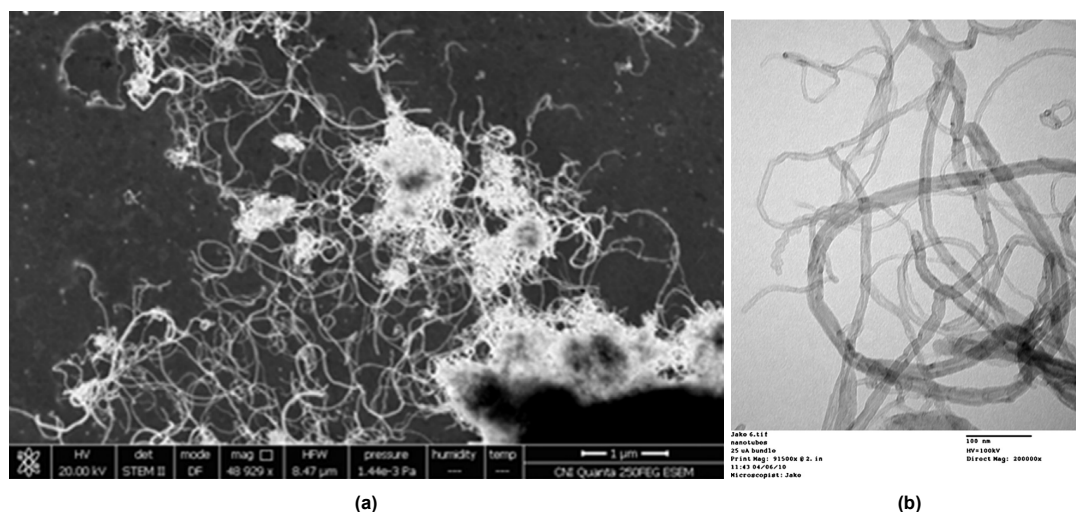 HV det mode mag HFW pressure humidity temp 1 µm
20.00 kV STEM II DF 48 929 x 8.47 µm 1.44e-3 Pa --- --- CNI Quanta 250FEG ESEM
Jako 6.tif
nanotubes
25 uA bundle
Print Mag: 91500x @ 2. in
11:43 04/06/10
Microscopist: Jako
100 nm
HV=100kV
Direct Mag: 200000x
(a)
(b)